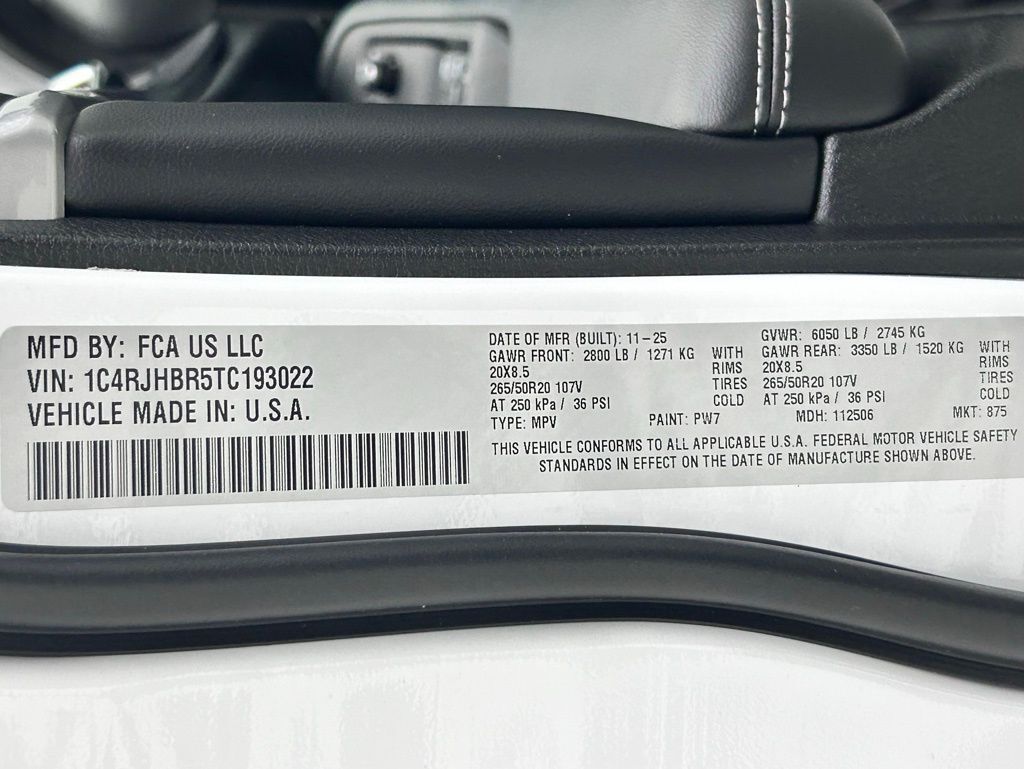 MFD BY: FCA US LLC
VIN: 1C4RJHBR5TC193022
VEHICLE MADE IN: U.S.A.
DATE OF MFR (BUILT): 11-25
GAWR FRONT: 2800 LB / 1271 KG WITH
20X8.5 RIMS
265/50R20 107V TIRES
AT 250 kPa / 36 PSI COLD
TYPE: MPV PAINT: PW7
GVWR: 6050 LB / 2745 KG
GAWR REAR: 3350 LB / 1520 KG WITH
20X8.5 RIMS
265/50R20 107V TIRES
AT 250 kPa / 36 PSI COLD
MDH: 112506 MKT: 875
THIS VEHICLE CONFORMS TO ALL APPLICABLE U.S.A. FEDERAL MOTOR VEHICLE SAFETY
STANDARDS IN EFFECT ON THE DATE OF MANUFACTURE SHOWN ABOVE.